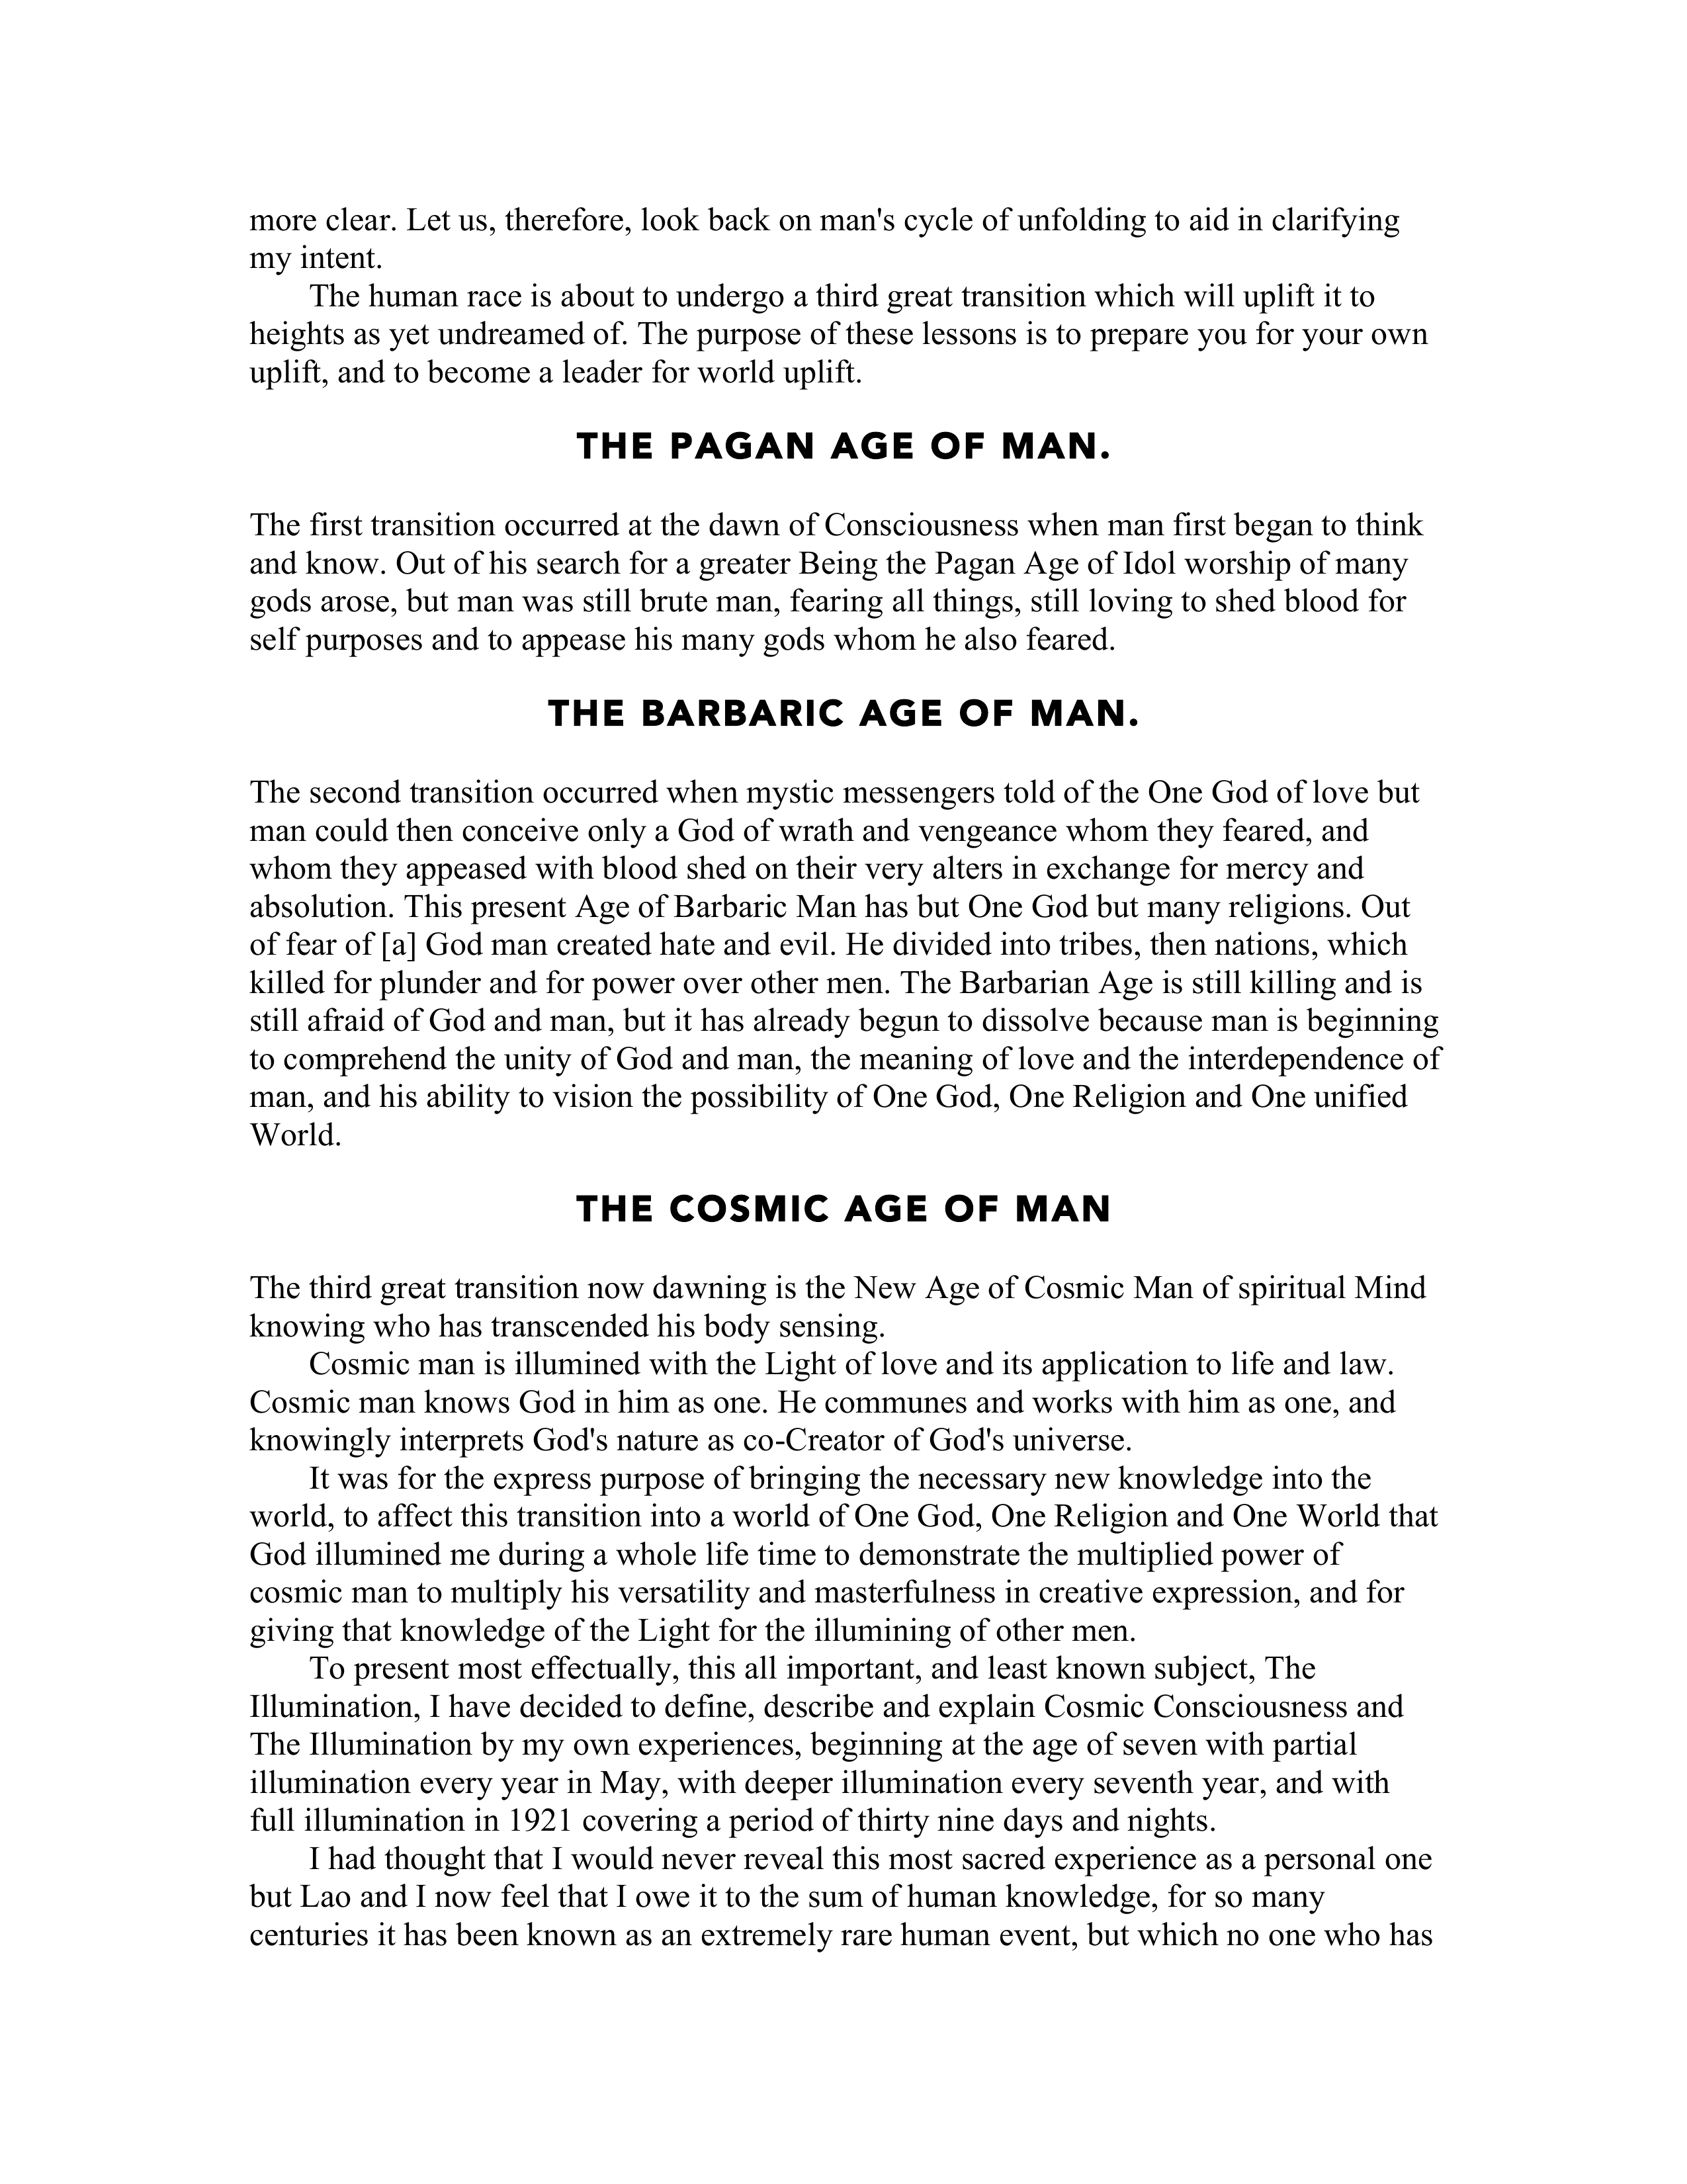 more clear. Let us, therefore, look back on man's cycle of unfolding to aid in clarifying
my intent.
The human race is about to undergo a third great transition which will uplift it to
heights as yet undreamed of. The purpose of these lessons is to prepare you for your own
uplift, and to become a leader for world uplift.
THE PAGAN AGE OF MAN.
The first transition occurred at the dawn of Consciousness when man first began to think
and know. Out of his search for a greater Being the Pagan Age of Idol worship of many
gods arose, but man was still brute man, fearing all things, still loving to shed blood for
self purposes and to appease his many gods whom he also feared.
THE BARBARIC AGE OF MAN.
The second transition occurred when mystic messengers told of the One God of love but
man could then conceive only a God of wrath and vengeance whom they feared, and
whom they appeased with blood shed on their very alters in exchange for mercy and
absolution. This present Age of Barbaric Man has but One God but many religions. Out
of fear of [a] God man created hate and evil. He divided into tribes, then nations, which
killed for plunder and for power over other men. The Barbarian Age is still killing and is
still afraid of God and man, but it has already begun to dissolve because man is beginning
to comprehend the unity of God and man, the meaning of love and the interdependence of
man, and his ability to vision the possibility of One God, One Religion and One unified
World.
THE COSMIC AGE OF MAN
The third great transition now dawning is the New Age of Cosmic Man of spiritual Mind
knowing who has transcended his body sensing.
Cosmic man is illumined with the Light of love and its application to life and law.
Cosmic man knows God in him as one. He communes and works with him as one, and
knowingly interprets God's nature as co-Creator of God's universe.
It was for the express purpose of bringing the necessary new knowledge into the
world, to affect this transition into a world of One God, One Religion and One World that
God illumined me during a whole life time to demonstrate the multiplied power of
cosmic man to multiply his versatility and masterfulness in creative expression, and for
giving that knowledge of the Light for the illumining of other men.
To present most effectually, this all important, and least known subject, The
Illumination, I have decided to define, describe and explain Cosmic Consciousness and
The Illumination by my own experiences, beginning at the age of seven with partial
illumination every year in May, with deeper illumination every seventh year, and with
full illumination in 1921 covering a period of thirty nine days and nights.
I had thought that I would never reveal this most sacred experience as a personal one
but Lao and I now feel that I owe it to the sum of human knowledge, for so many
centuries it has been known as an extremely rare human event, but which no one who has